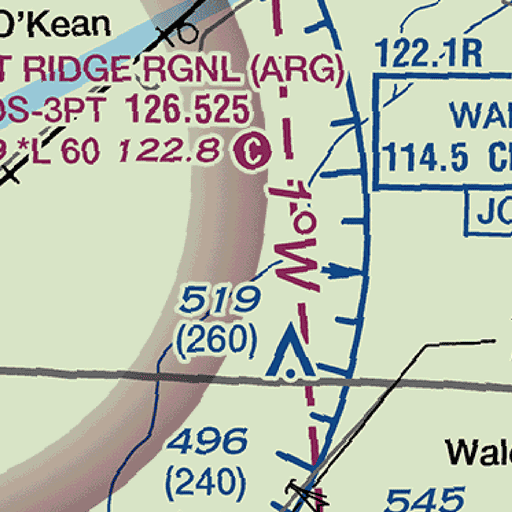 O'Kean
T RIDGE RGNL (ARG)
OS-3PT 126.525
9 *L 60 122.8 C
122.1R
WA
114.5 C
JO
1°W
519
(260)
496
(240)
Wal
545